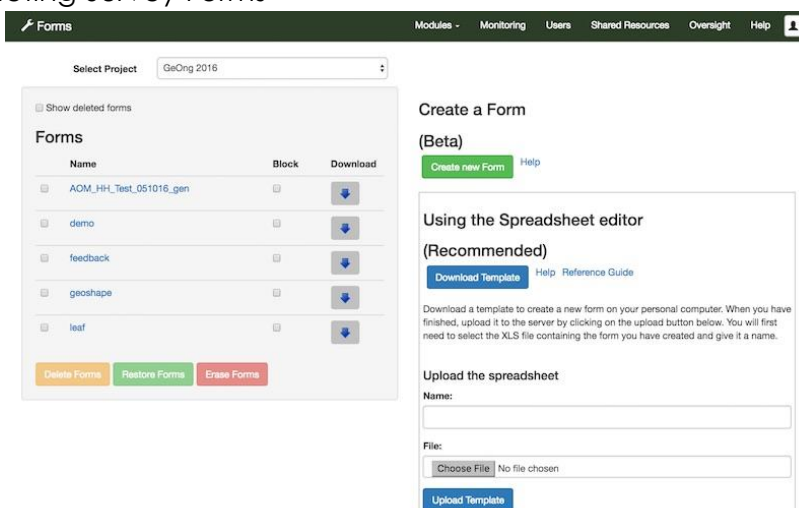 Forms
Modules - Monitoring Users Shared Resources Oversight Help
Select Project GeOng 2016
Show deleted forms
Forms
Name Block Download
AOM_HH_Test_051016_gen
demo
feedback
geoshape
leaf
Delete Forms Restore Forms Erase Forms
Create a Form
(Beta)
Create new Form Help
Using the Spreadsheet editor
(Recommended)
Download Template Help Reference Guide
Download a template to create a new form on your personal computer. When you have
finished, upload it to the server by clicking on the upload button below. You will first
need to select the XLS file containing the form you have created and give it a name.
Upload the spreadsheet
Name:
File:
Choose File No file chosen
Upload Template